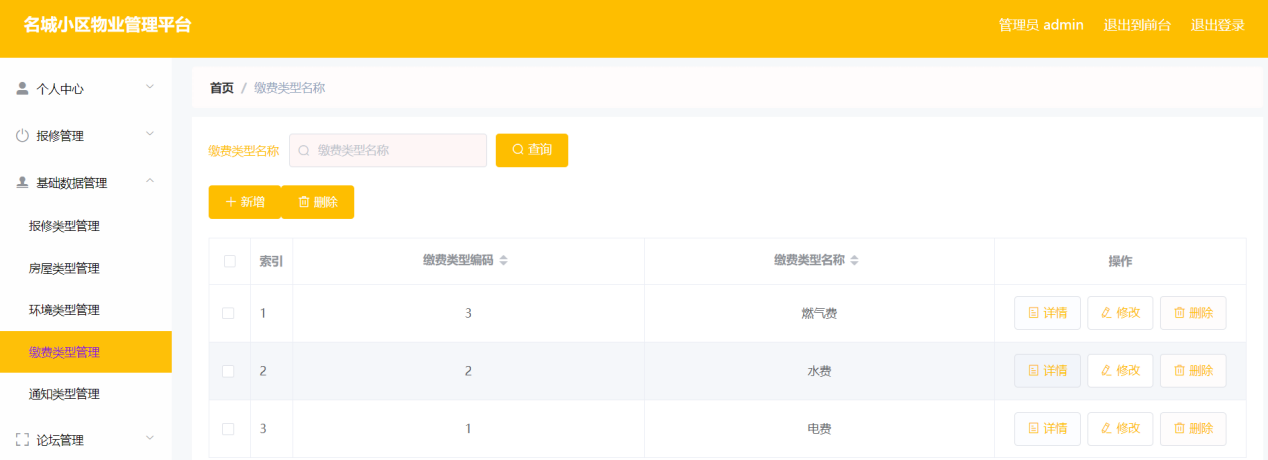 名城小区物业管理平台
管理员 admin 退出到前台 退出登录
个人中心
报修管理
基础数据管理
报修类型管理
房屋类型管理
环境类型管理
缴费类型管理
通知类型管理
论坛管理
首页 / 缴费类型名称
缴费类型名称 缴费类型名称 查询
新增 删除
索引 缴费类型编码 缴费类型名称 操作
1 3 燃气费 详情 修改 删除
2 2 水费 详情 修改 删除
3 1 电费 详情 修改 删除